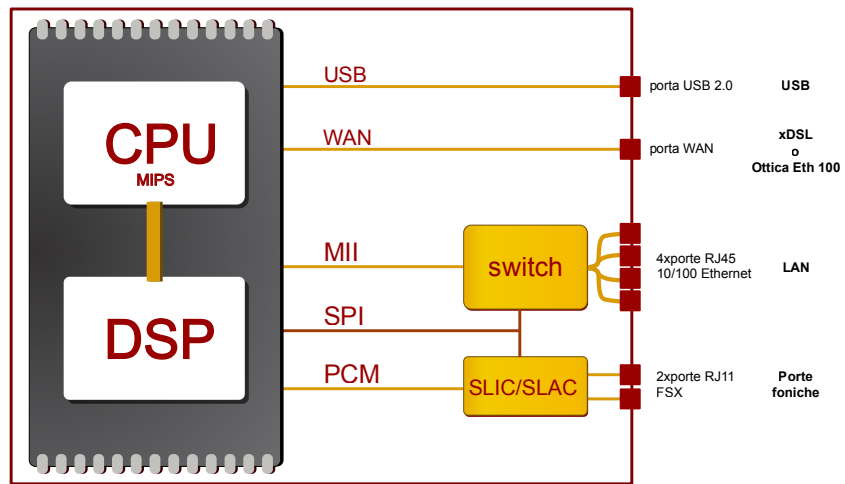 USB
porta USB 2.0
USB
CPU
MIPS
WAN
porta WAN
xDSL
o
Ottica Eth 100
MII
switch
4xporte RJ45
10/100 Ethernet
LAN
DSP
SPI
PCM
SLIC/SLAC
2xporte RJ11
FSX
Porte
foniche